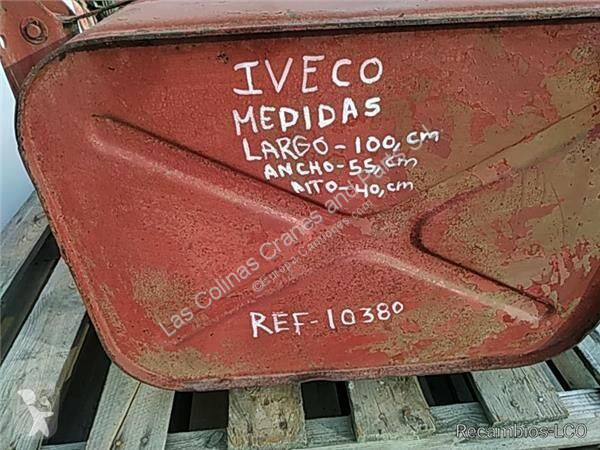 IVECO
MEDIDAS
LARGO-100,cm
ANCHO-55,cm
AlTO-40,cm
REF-10380
Las Colinas Cranes and Parts sl
Recambios-LCO